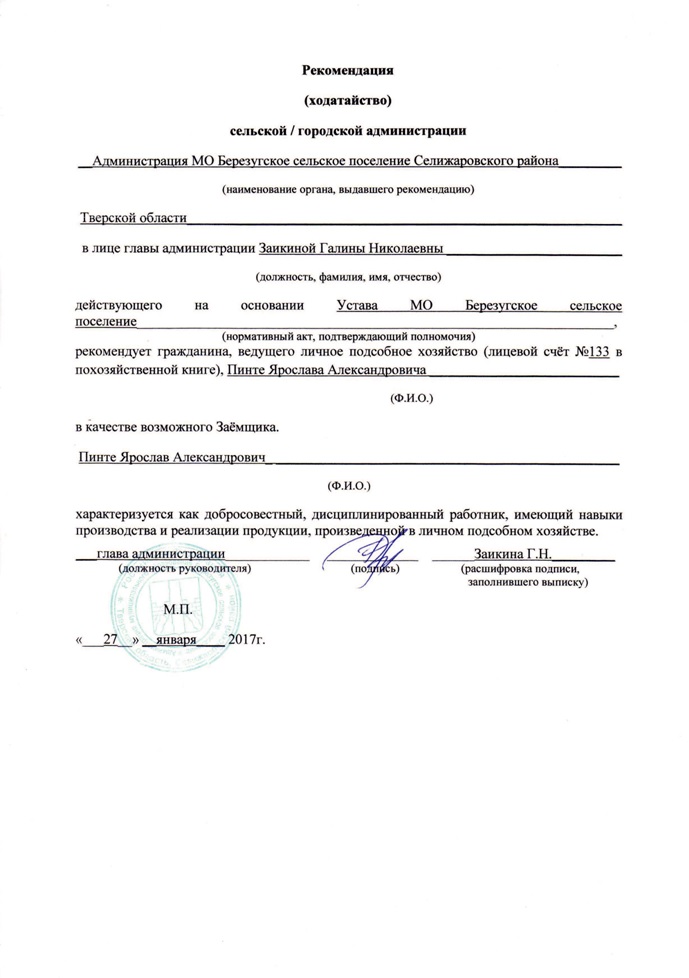 Рекомендация
(ходатайство)
сельской / городской администрации
Администрация МО Березугское сельское поселение Селижаровского района
(наименование органа, выдавшего рекомендацию)
Тверской области
в лице главы администрации Заикиной Галины Николаевны
(должность, фамилия, имя, отчество)
действующего на основании Устава МО Березугское сельское
поселение,
(нормативный акт, подтверждающий полномочия)
рекомендует гражданина, ведущего личное подсобное хозяйство (лицевой счёт №133 в
похозяйственной книге), Пинте Ярослава Александровича
(Ф.И.О.)
в качестве возможного Заёмщика.
Пинте Ярослав Александрович
(Ф.И.О.)
характеризуется как добросовестный, дисциплинированный работник, имеющий навыки
производства и реализации продукции, произведенной в личном подсобном хозяйстве.
глава администрации Заикина Г.Н.
(должность руководителя) (подпись) (расшифровка подписи,
заполнившего выписку)
М.П.
« 27 » января 2017г.